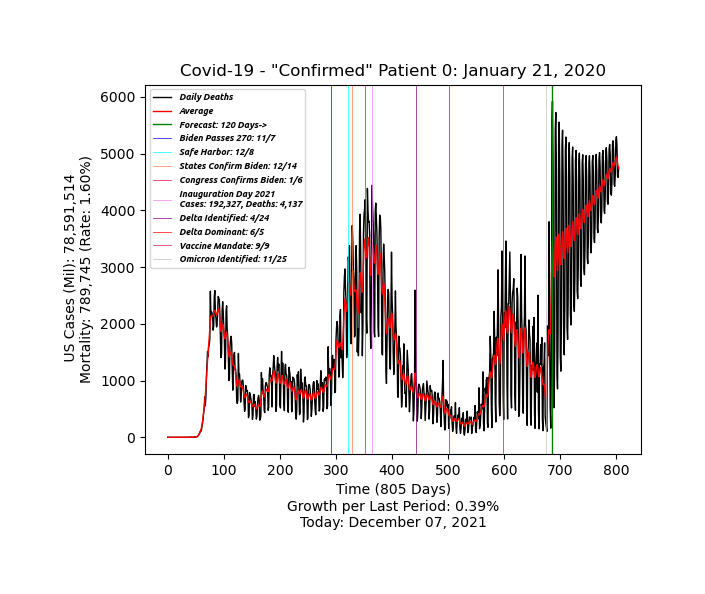 Covid-19 - "Confirmed" Patient 0: January 21, 2020
6000
5000
4000
3000
2000
1000
0
US Cases (Mil): 78,591,514
Mortality: 789,745 (Rate: 1.60%)
Daily Deaths
Average
Forecast: 120 Days->
Biden Passes 270: 11/7
Safe Harbor: 12/8
States Confirm Biden: 12/14
Congress Confirms Biden: 1/6
Inauguration Day 2021
Cases: 192,327, Deaths: 4,137
Delta Identified: 4/24
Delta Dominant: 6/5
Vaccine Mandate: 9/9
Omicron Identified: 11/25
0 100 200 300 400 500 600 700 800
Time (805 Days)
Growth per Last Period: 0.39%
Today: December 07, 2021